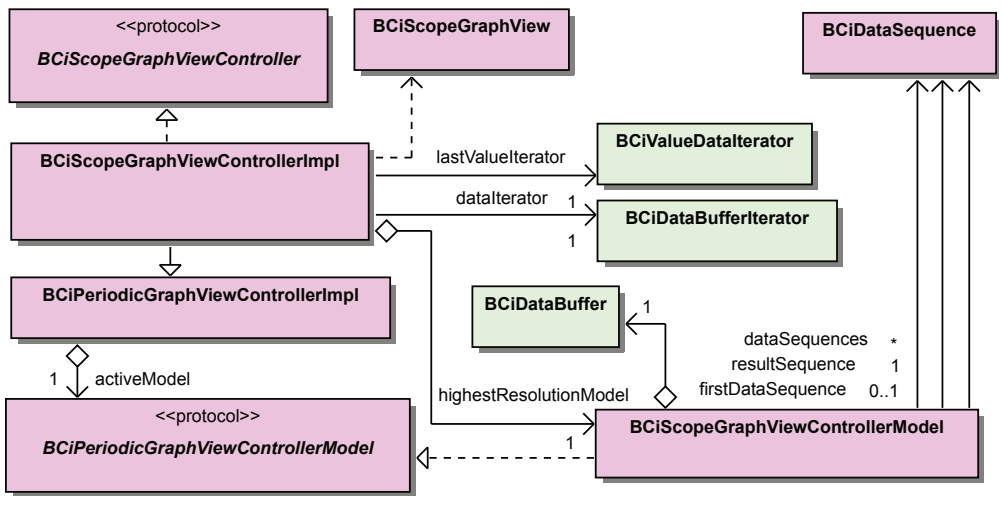 <<protocol>>
BCiScopeGraphViewController
BCiScopeGraphView
BCiDataSequence
BCiScopeGraphViewControllerImpl
lastValueIterator
BCiValueDataIterator
dataIterator
1
BCiDataBufferIterator
1
BCiPeriodicGraphViewControllerImpl
BCiDataBuffer
1
dataSequences
*
resultSequence
1
firstDataSequence
0..1
1
activeModel
highestResolutionModel
<<protocol>>
BCiPeriodicGraphViewControllerModel
1
BCiScopeGraphViewControllerModel